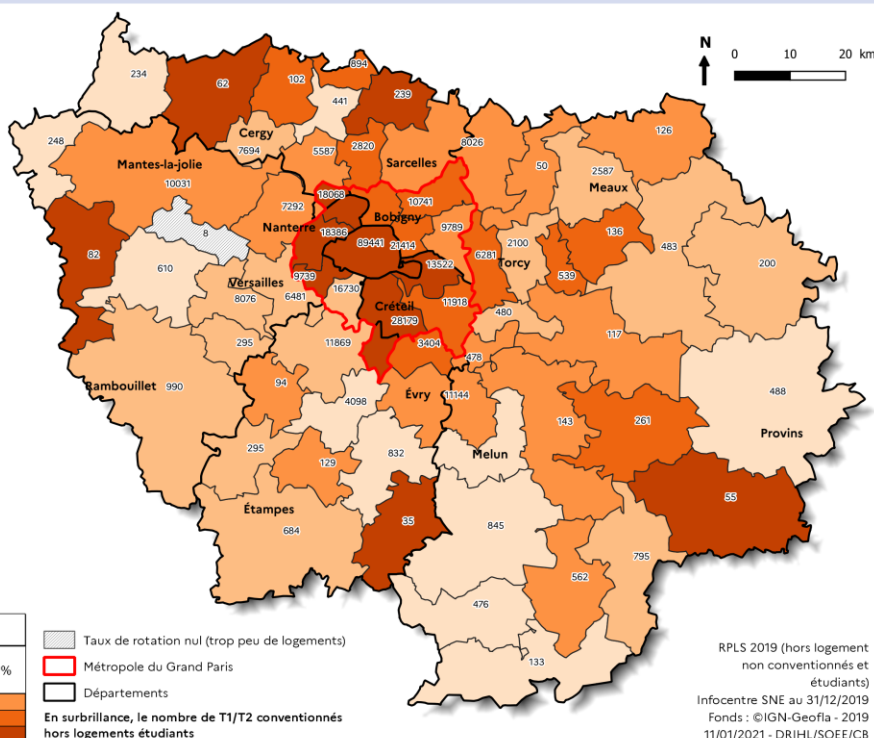 N
0 10 20 km
894
102
234
62
239
441
126
Cergy
248
7694
5587
2820
8026
Sarcelles
50
2587
Mantes-la-jolie
Meaux
10031
18068
10741
7292
Bobigny
136
Nanterre
9789
8
18386
89441
21414
2100
483
82
6281
Torcy
200
610
13522
539
9739
Versailles
16730
8076
6481
11918
Créteil
480
28179
117
295
11869
3404
478
Rambouillet
990
94
Évry
11144
488
4098
143
261
Provins
295
832
Melun
129
55
Étampes
35
684
845
795
562
476
133
%
Taux de rotation nul (trop peu de logements)
Métropole du Grand Paris
Départements
En surbrillance, le nombre de T1/T2 conventionnés
hors logements étudiants
RPLS 2019 (hors logement
non conventionnés et
étudiants)
Infocentre SNE au 31/12/2019
Fonds : ©IGN-Geofla - 2019
11/01/2021 - DRIHL/SOEE/CB